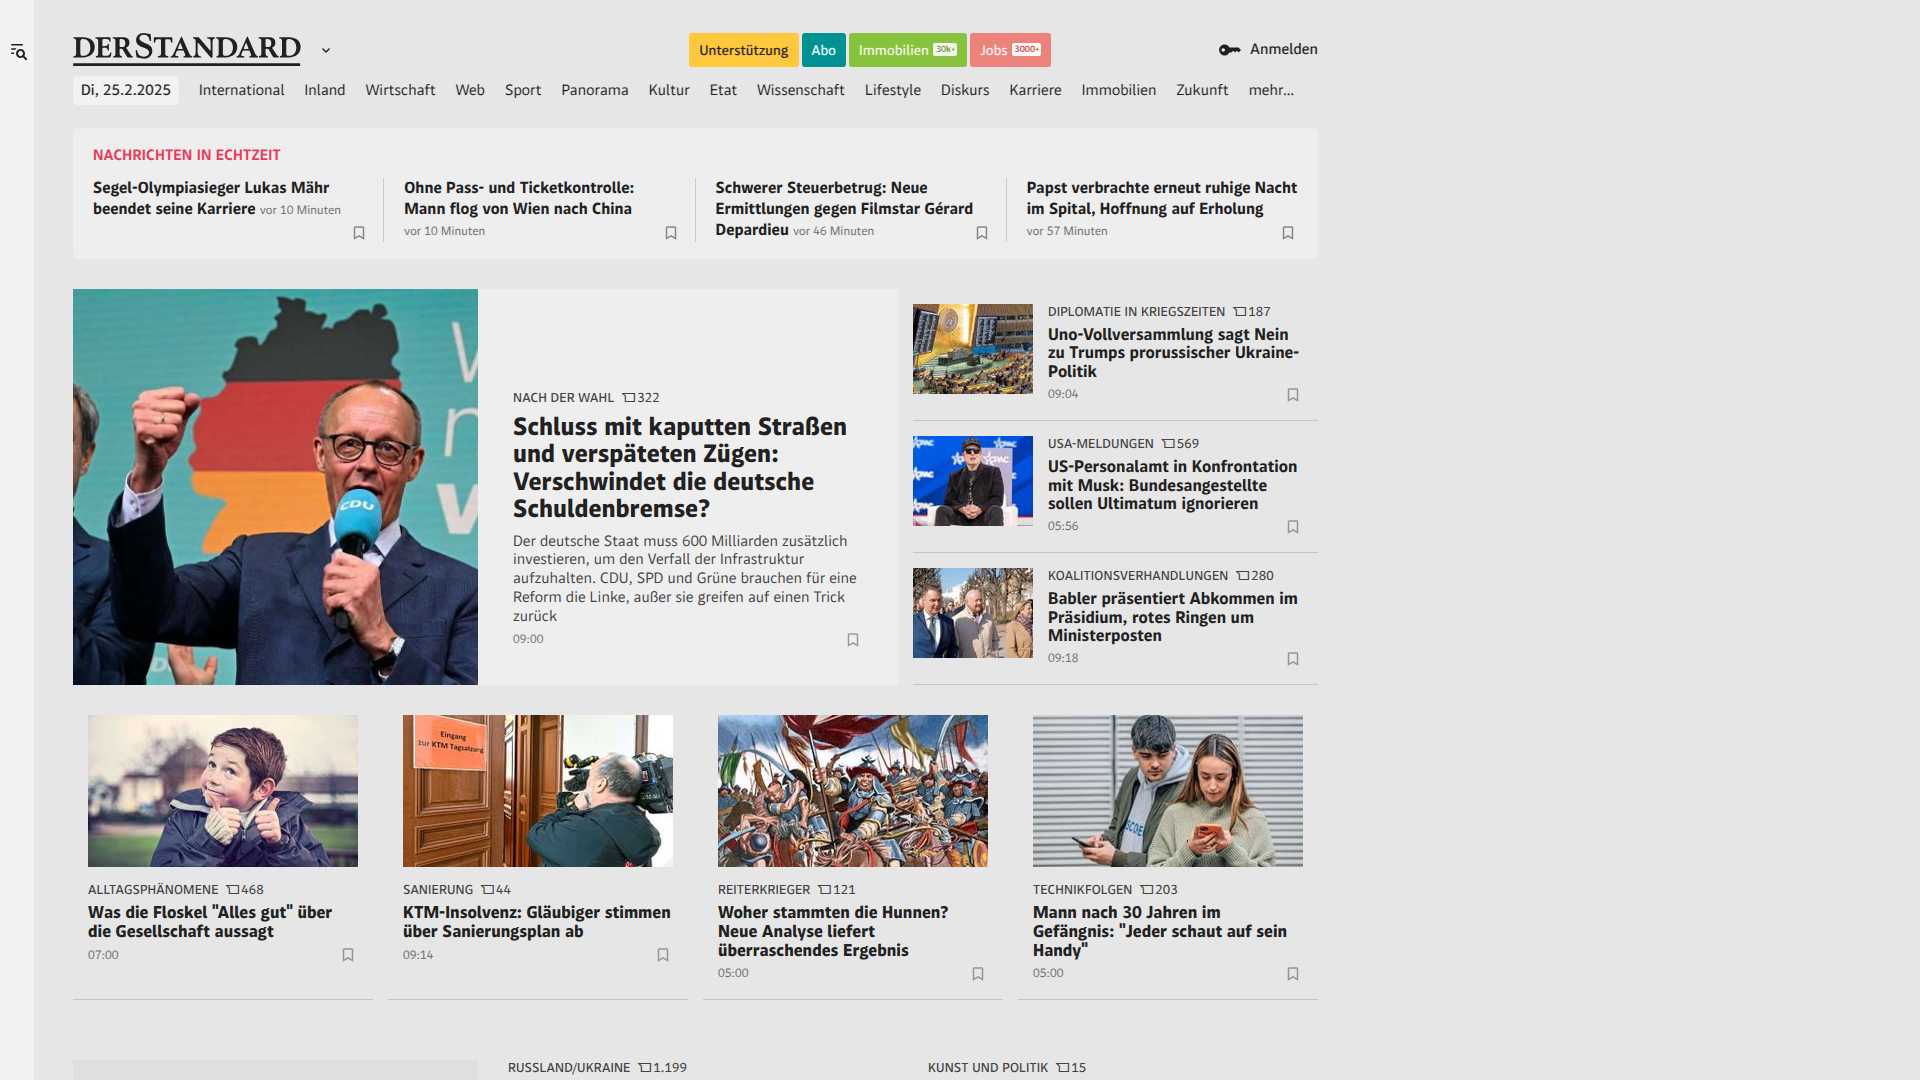 DERSTANDARD
Unterstützung
Abo
Immobilien 30k+
Jobs 3000+
Anmelden
Di, 25.2.2025
International
Inland
Wirtschaft
Web
Sport
Panorama
Kultur
Etat
Wissenschaft
Lifestyle
Diskurs
Karriere
Immobilien
Zukunft
mehr...
NACHRICHTEN IN ECHTZEIT
Segel-Olympiasieger Lukas Mähr
beendet seine Karriere vor 10 Minuten
Ohne Pass- und Ticketkontrolle:
Mann flog von Wien nach China
vor 10 Minuten
Schwerer Steuerbetrug: Neue
Ermittlungen gegen Filmstar Gérard
Depardieu vor 46 Minuten
Papst verbrachte erneut ruhige Nacht
im Spital, Hoffnung auf Erholung
vor 57 Minuten
CDU
NACH DER WAHL 322
Schluss mit kaputten Straßen
und verspäteten Zügen:
Verschwindet die deutsche
Schuldenbremse?
Der deutsche Staat muss 600 Milliarden zusätzlich
investieren, um den Verfall der Infrastruktur
aufzuhalten. CDU, SPD und Grüne brauchen für eine
Reform die Linke, außer sie greifen auf einen Trick
zurück
09:00
DIPLOMATIE IN KRIEGSZEITEN 187
Uno-Vollversammlung sagt Nein
zu Trumps prorussischer Ukraine-
Politik
09:04
USA-MELDUNGEN 569
US-Personalamt in Konfrontation
mit Musk: Bundesangestellte
sollen Ultimatum ignorieren
05:56
KOALITIONSVERHANDLUNGEN 280
Babler präsentiert Abkommen im
Präsidium, rotes Ringen um
Ministerposten
09:18
ALLTAGSPHÄNOMENE 468
Was die Floskel "Alles gut" über
die Gesellschaft aussagt
07:00
Eingang
zur KTM Tagsatzung
SANIERUNG 44
KTM-Insolvenz: Gläubiger stimmen
über Sanierungsplan ab
09:14
REITERKRIEGER 121
Woher stammten die Hunnen?
Neue Analyse liefert
überraschendes Ergebnis
05:00
TECHNIKFOLGEN 203
Mann nach 30 Jahren im
Gefängnis: "Jeder schaut auf sein
Handy"
05:00
RUSSLAND/UKRAINE 1.199
KUNST UND POLITIK 15